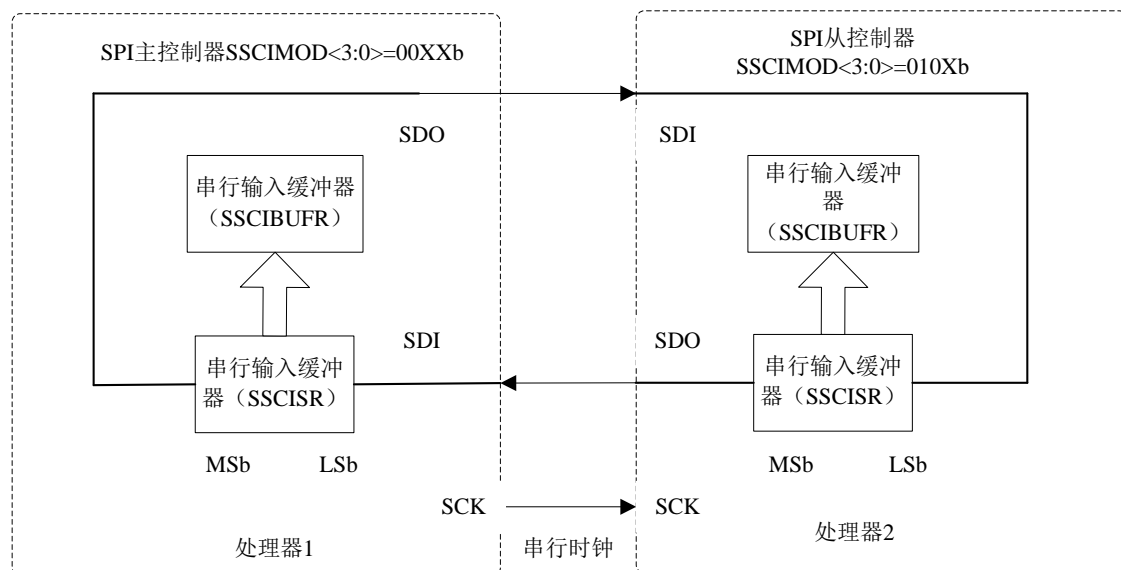 SPI主控制器SSCIMOD<3:0>=00XXb
SPI从控制器
SSCIMOD<3:0>=010Xb
SDO
SDI
串行输入缓冲器
（SSCIBUFR）
串行输入缓冲
器
（SSCIBUFR）
SDI
SDO
串行输入缓冲
器（SSCISR）
串行输入缓冲
器（SSCISR）
MSb
LSb
MSb
LSb
SCK
SCK
处理器1
串行时钟
处理器2